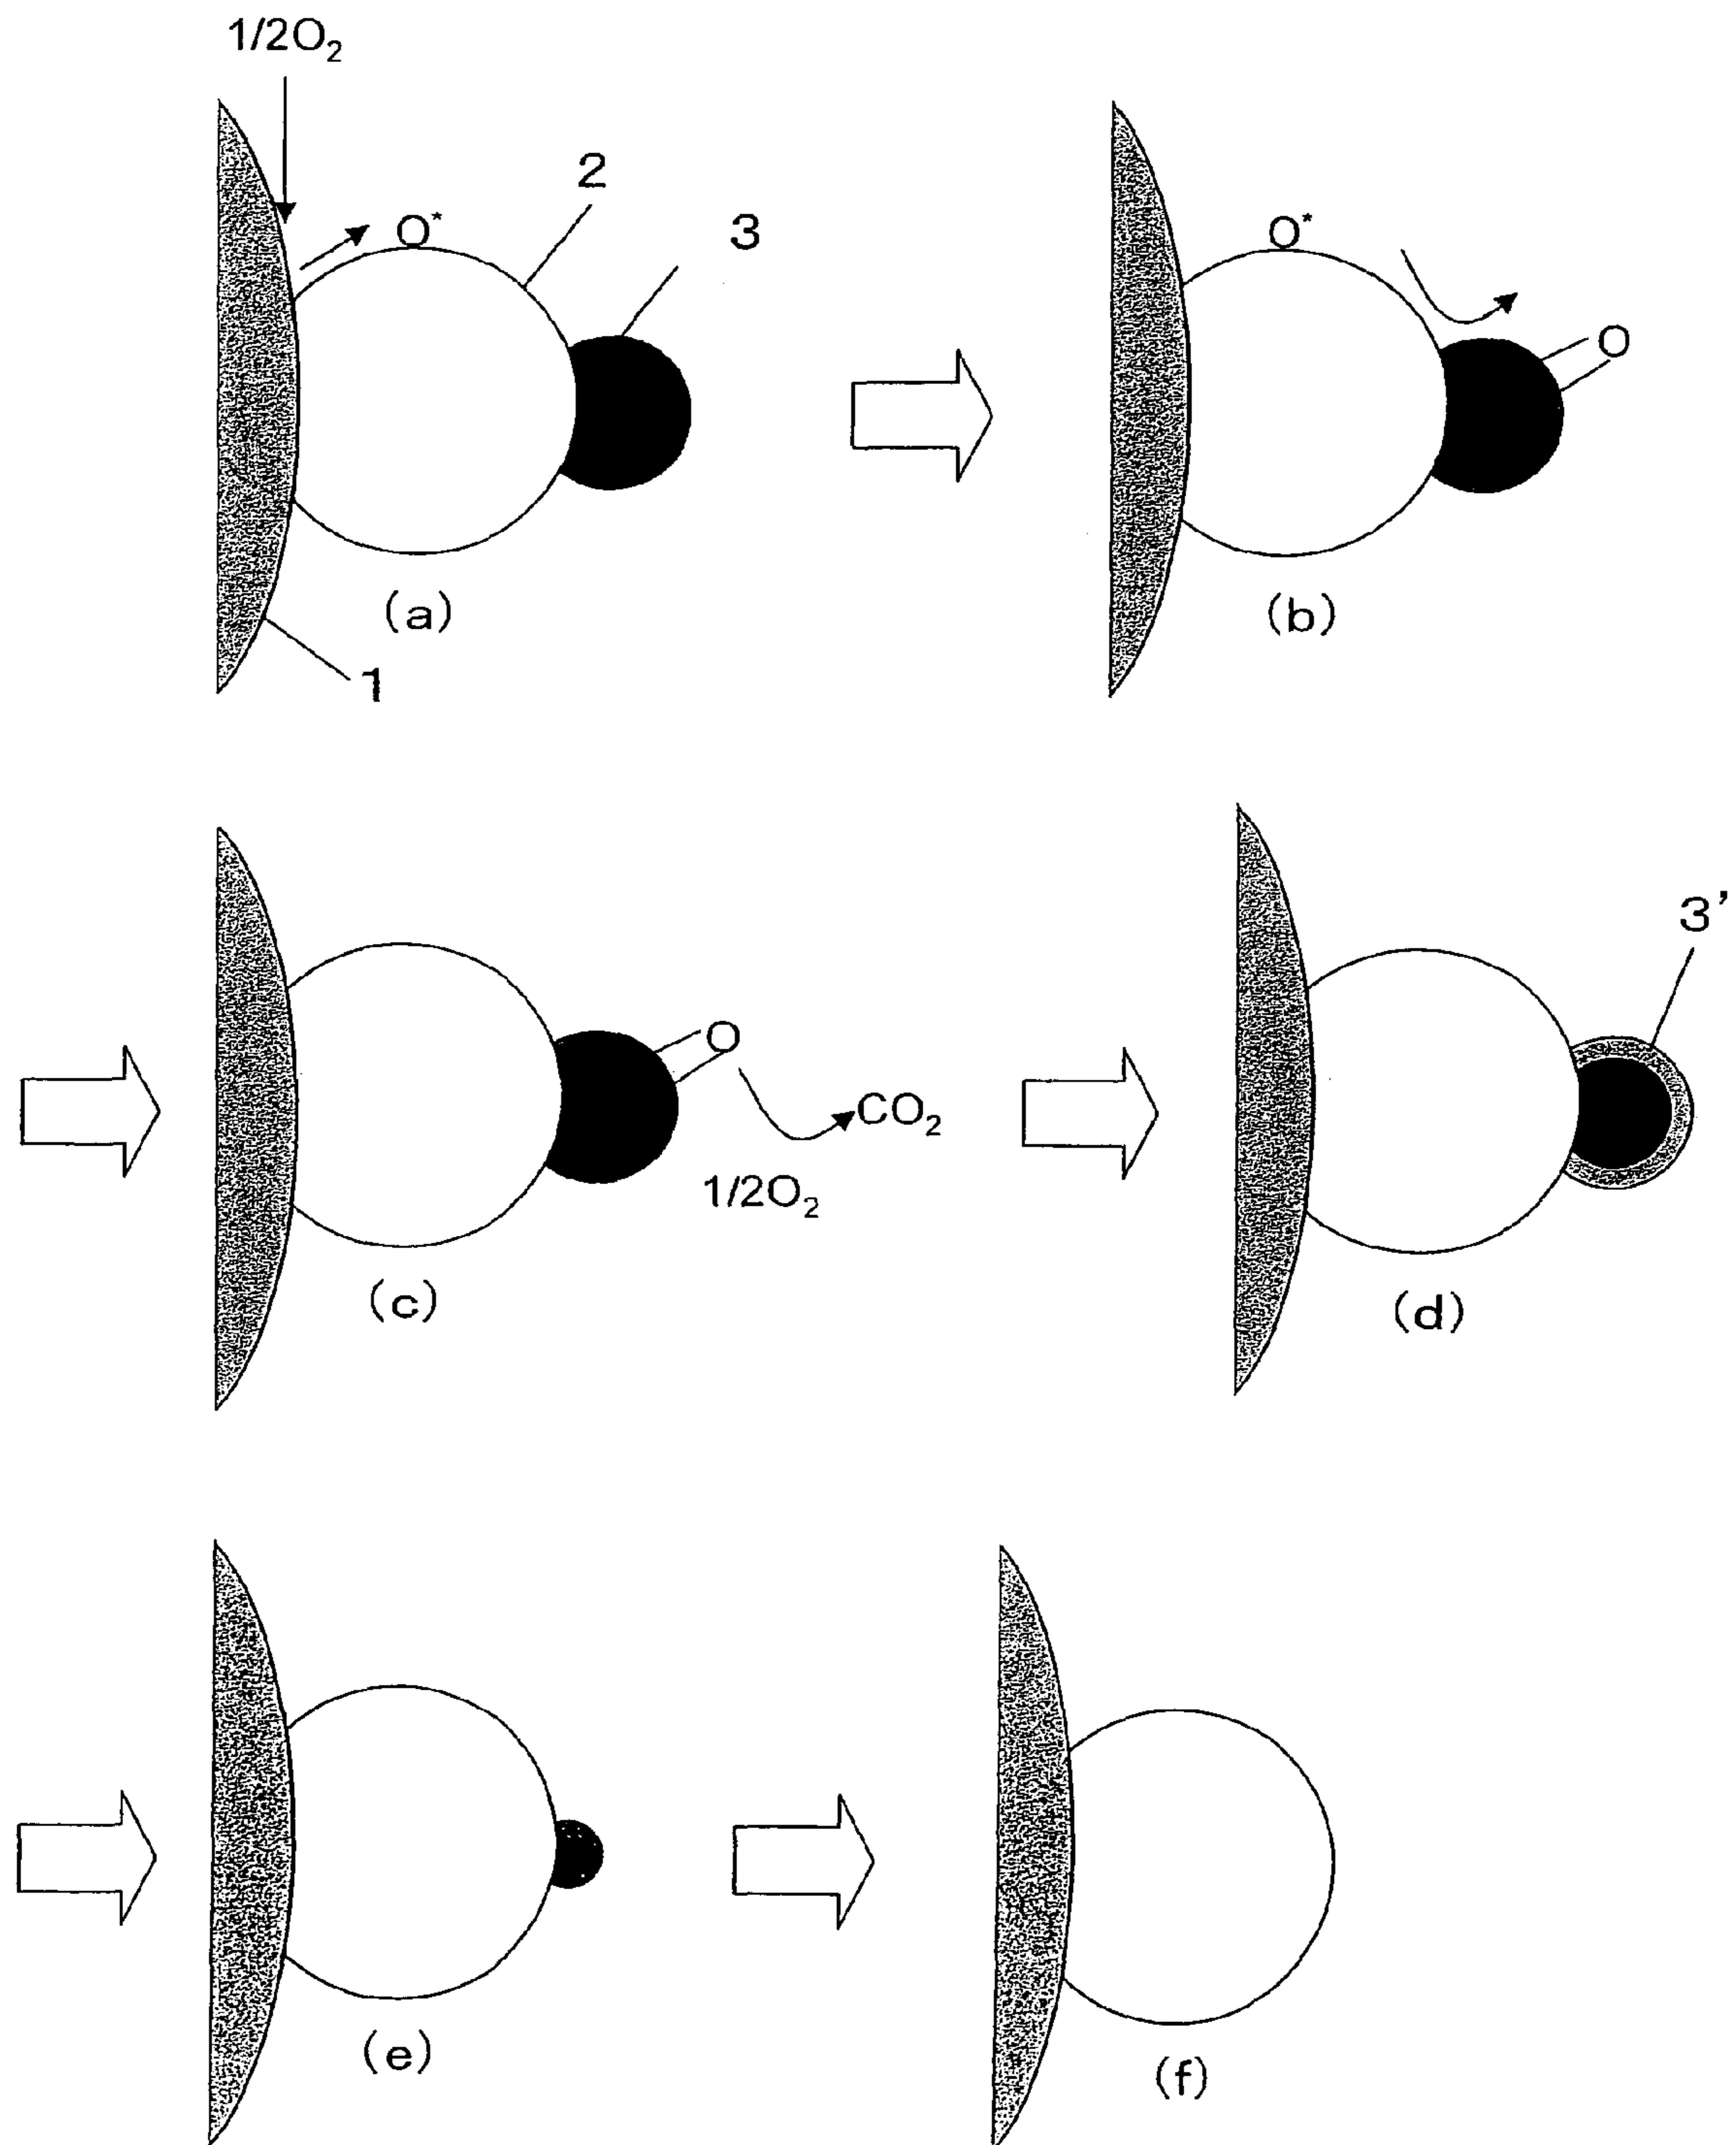 1/2O₂
O*
2
3
1
(a)
O*
O
(b)
O
CO₂
1/2O₂
(c)
3'
(d)
(e)
(f)